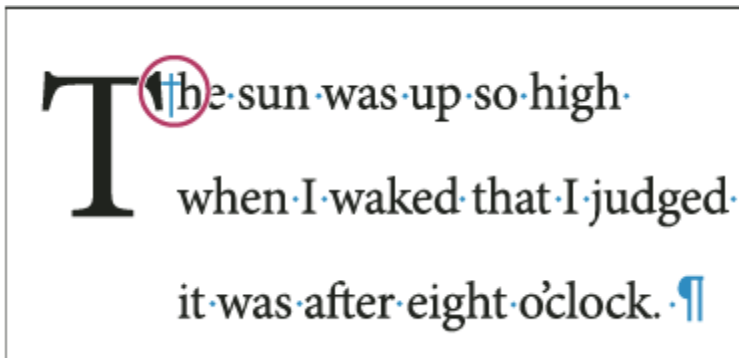 The sun was up so high
when I waked that I judged
it was after eight o’clock. ¶